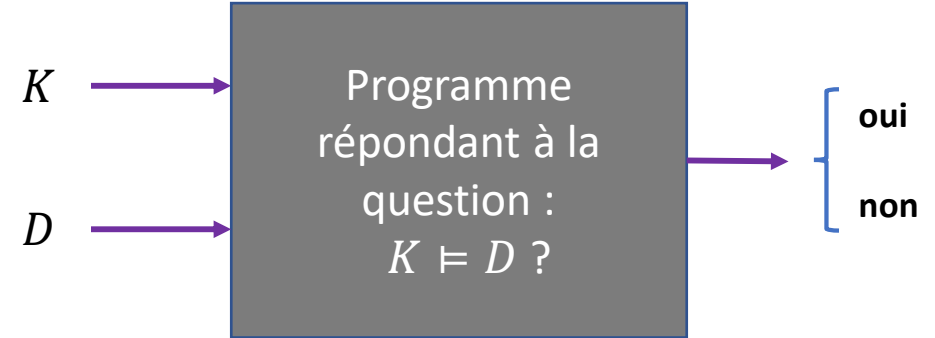 K
D
Programme
répondant à la
question :
K ⊨ D ?
oui
non